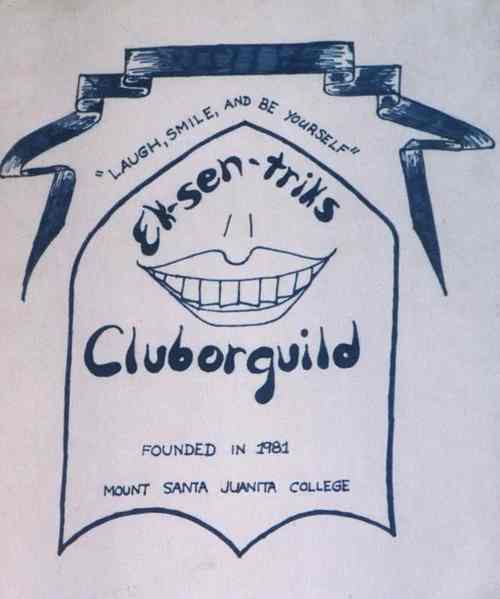 "LAUGH, SMILE, AND BE YOURSELF"
Ek-sen-triks
Cluborguild
FOUNDED IN 1981
MOUNT SANTA JUANITA COLLEGE